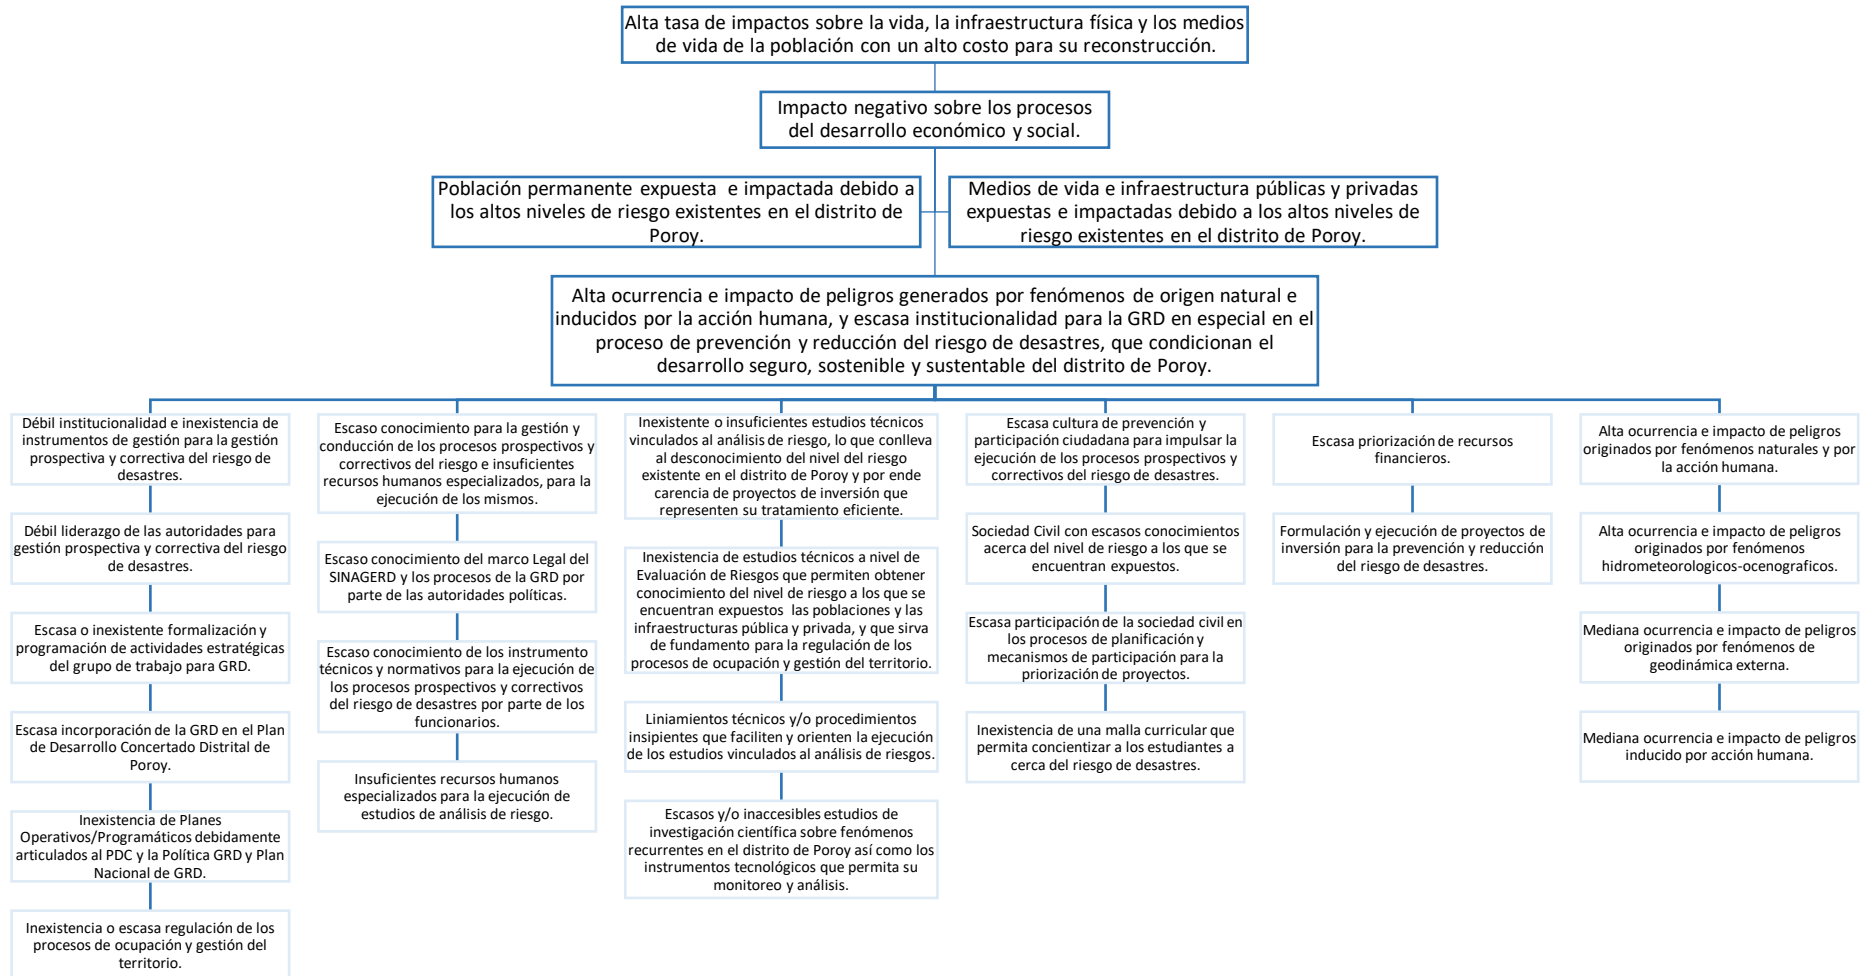 Alta tasa de impactos sobre la vida, la infraestructura física y los medios
de vida de la población con un alto costo para su reconstrucción.
Impacto negativo sobre los procesos
del desarrollo económico y social.
Población permanente expuesta e impactada debido a
los altos niveles de riesgo existentes en el distrito de
Poroy.
Medios de vida e infraestructura públicas y privadas
expuestas e impactadas debido a los altos niveles de
riesgo existentes en el distrito de Poroy.
Alta ocurrencia e impacto de peligros generados por fenómenos de origen natural e
inducidos por la acción humana, y escasa institucionalidad para la GRD en especial en el
proceso de prevención y reducción del riesgo de desastres, que condicionan el
desarrollo seguro, sostenible y sustentable del distrito de Poroy.
Débil institucionalidad e inexistencia de
instrumentos de gestión para la gestión
prospectiva y correctiva del riesgo de
desastres.
Débil liderazgo de las autoridades para
gestión prospectiva y correctiva del riesgo
de desastres.
Escasa o inexistente formalización y
programación de actividades estratégicas
del grupo de trabajo para GRD.
Escasa incorporación de la GRD en el Plan
de Desarrollo Concertado Distrital de
Poroy.
Inexistencia de Planes
Operativos/Programáticos debidamente
articulados al PDC y la Política GRD y Plan
Nacional de GRD.
Inexistencia o escasa regulación de los
procesos de ocupación y gestión del
territorio.
Escaso conocimiento para la gestión y
conducción de los procesos prospectivos y
correctivos del riesgo e insuficientes
recursos humanos especializados, para la
ejecución de los mismos.
Escaso conocimiento del marco Legal del
SINAGERD y los procesos de la GRD por
parte de las autoridades políticas.
Escaso conocimiento de los instrumento
técnicos y normativos para la ejecución de
los procesos prospectivos y correctivos
del riesgo de desastres por parte de los
funcionarios.
Insuficientes recursos humanos
especializados para la ejecución de
estudios de análisis de riesgo.
Inexistente o insuficientes estudios técnicos
vinculados al análisis de riesgo, lo que conlleva
al desconocimiento del nivel del riesgo
existente en el distrito de Poroy y por ende
carencia de proyectos de inversión que
representen su tratamiento eficiente.
Inexistencia de estudios técnicos a nivel de
Evaluación de Riesgos que permiten obtener
conocimiento del nivel de riesgo a los que se
encuentran expuestos las poblaciones y las
infraestructuras pública y privada, y que sirva
de fundamento para la regulación de los
procesos de ocupación y gestión del territorio.
Liniamientos técnicos y/o procedimientos
insipientes que faciliten y orienten la ejecución
de los estudios vinculados al análisis de riesgos.
Escasos y/o inaccesibles estudios de
investigación científica sobre fenómenos
recurrentes en el distrito de Poroy así como los
instrumentos tecnológicos que permita su
monitoreo y análisis.
Escasa cultura de prevención y
participación ciudadana para impulsar la
ejecución de los procesos prospectivos y
correctivos del riesgo de desastres.
Sociedad Civil con escasos conocimientos
acerca del nivel de riesgo a los que se
encuentran expuestos.
Escasa participación de la sociedad civil en
los procesos de planificación y
mecanismos de participación para la
priorización de proyectos.
Inexistencia de una malla curricular que
permita concientizar a los estudiantes a
cerca del riesgo de desastres.
Escasa priorización de recursos
financieros.
Formulación y ejecución de proyectos de
inversión para la prevención y reducción
del riesgo de desastres.
Alta ocurrencia e impacto de peligros
originados por fenómenos naturales y por
la acción humana.
Alta ocurrencia e impacto de peligros
originados por fenómenos
hidrometeorologicos-ocenograficos.
Mediana ocurrencia e impacto de peligros
originados por fenómenos de
geodinámica externa.
Mediana ocurrencia e impacto de peligros
inducido por acción humana.